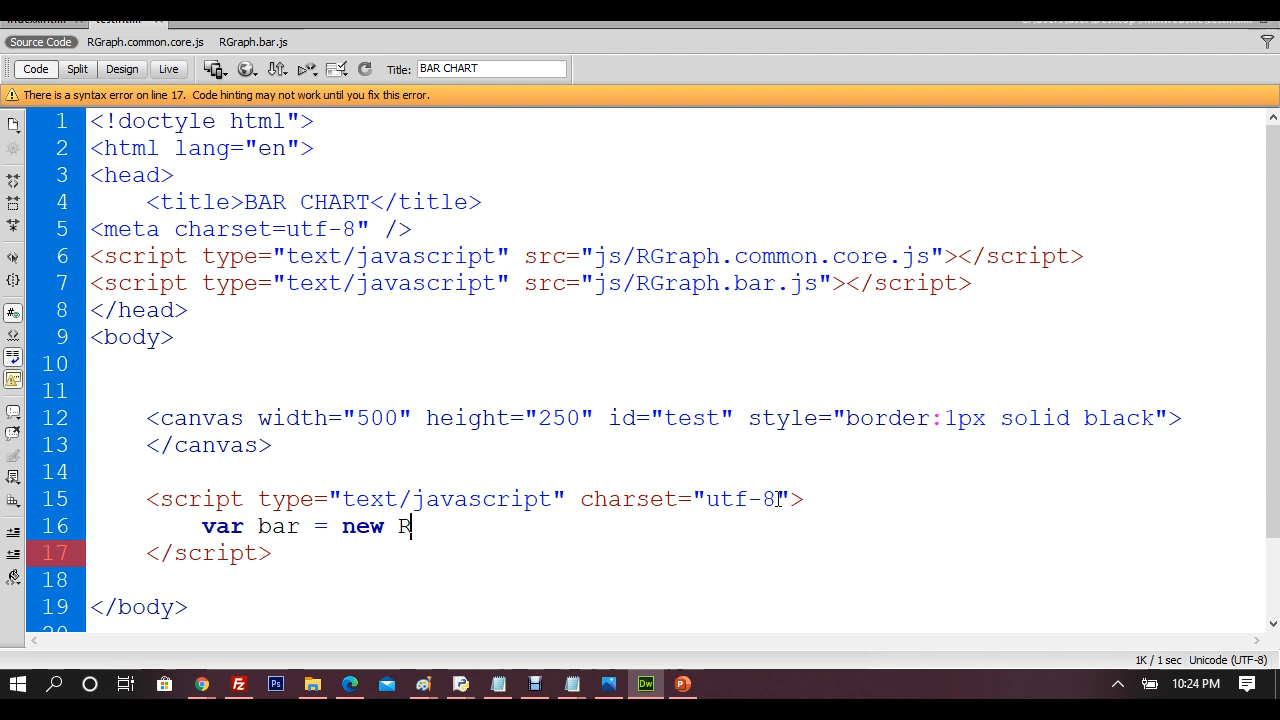 Source Code RGraph.common.core.js RGraph.bar.js
Code Split Design Live Title: BAR CHART
There is a syntax error on line 17. Code hinting may not work until you fix this error.
1 <!doctyle html">
2 <html lang="en">
3 <head>
4 <title>BAR CHART</title>
5 <meta charset=utf-8" />
6 <script type="text/javascript" src="js/RGraph.common.core.js"></script>
7 <script type="text/javascript" src="js/RGraph.bar.js"></script>
8 </head>
9 <body>
10
11
12 <canvas width="500" height="250" id="test" style="border:1px solid black">
13 </canvas>
14
15 <script type="text/javascript" charset="utf-8">
16 var bar = new R
17 </script>
18
19 </body>
1K / 1 sec Unicode (UTF-8)
10:24 PM